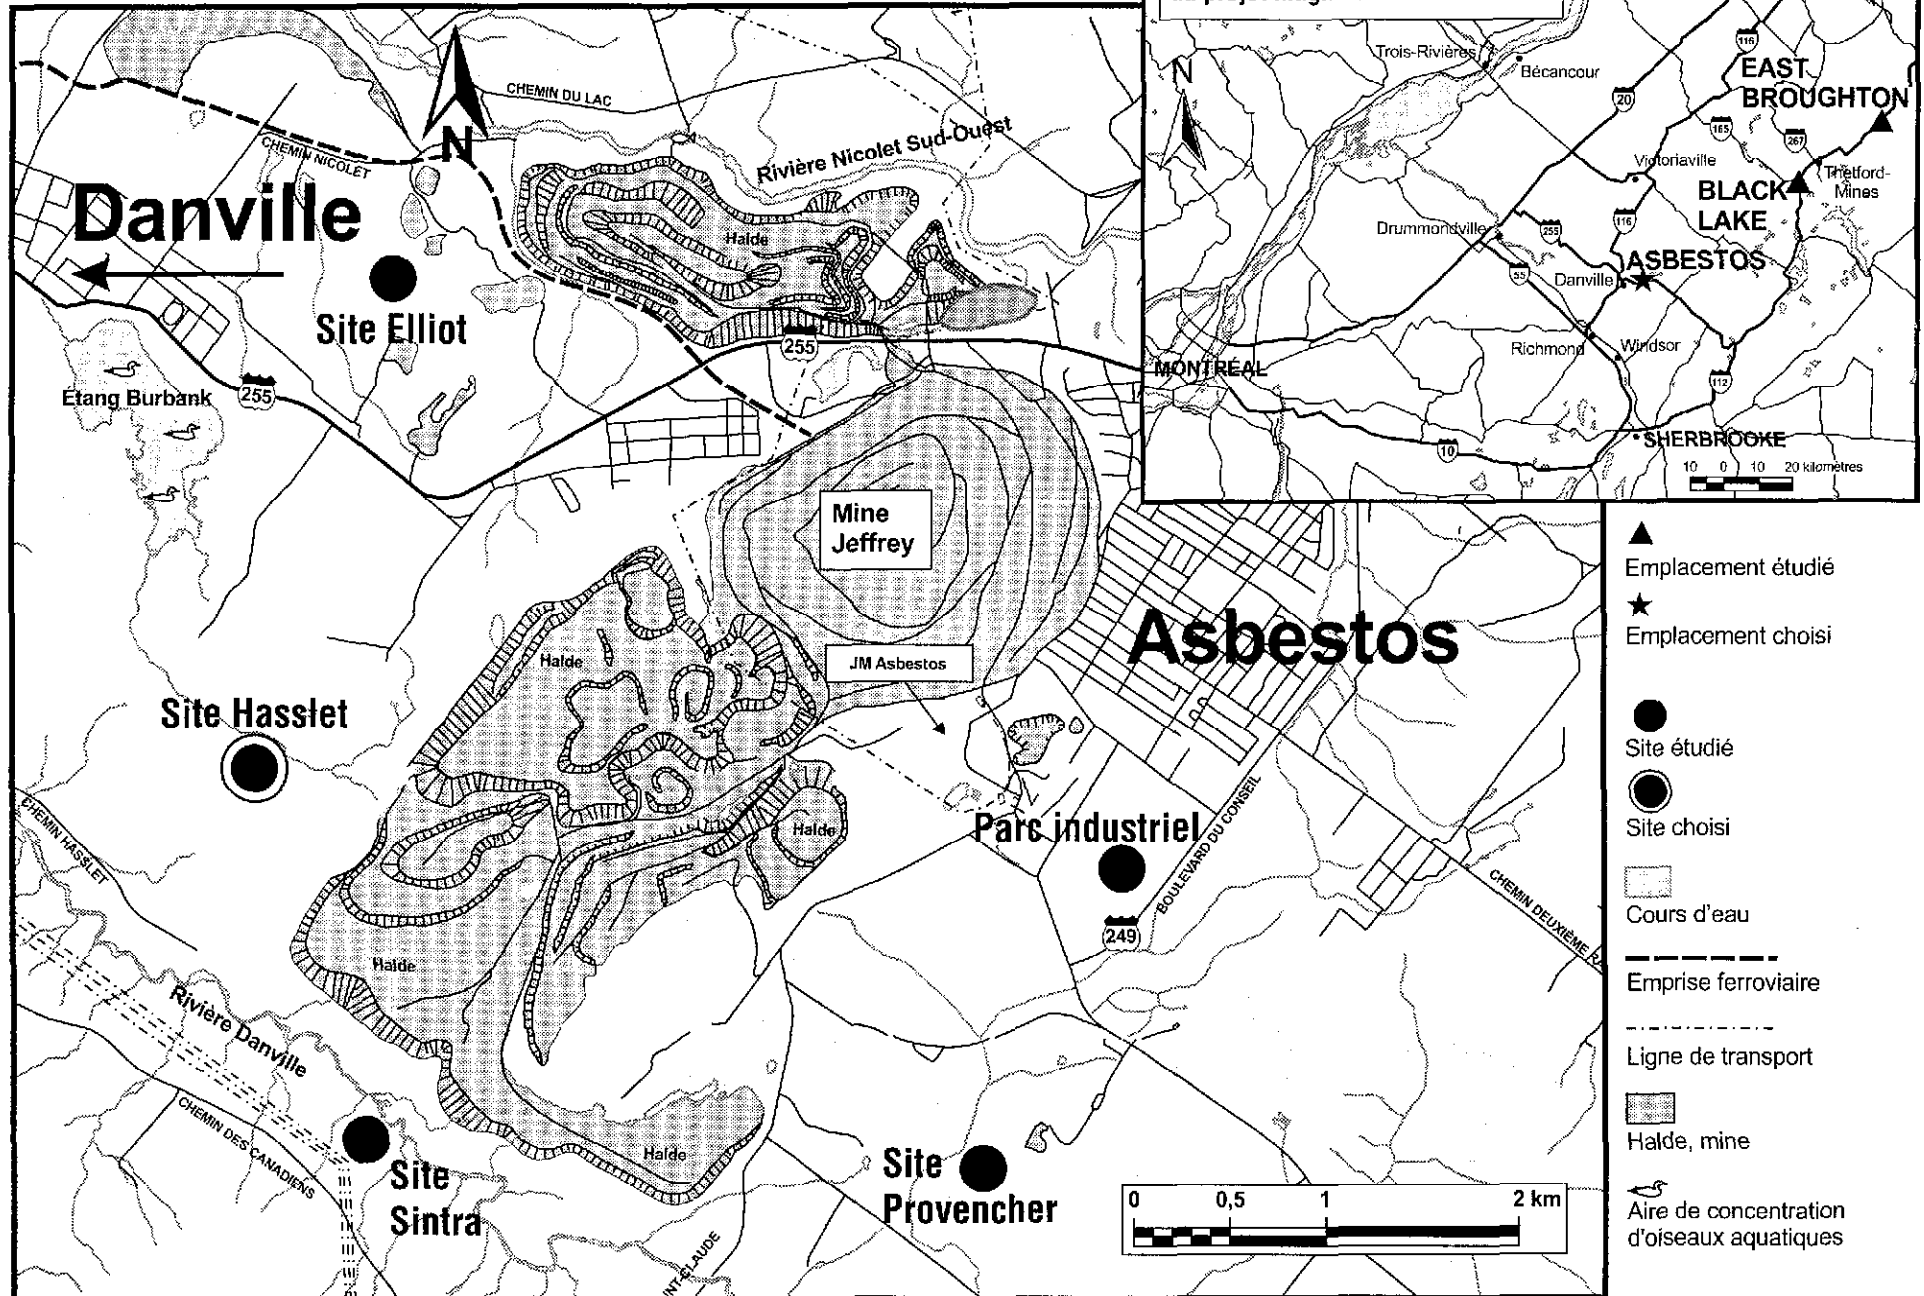 CHEMIN DU LAC
CHEMIN NICOLET
N
Rivière Nicolet Sud-Ouest
Danville
Halde
Site Elliot
255
255
Étang Burbank
Mine
Jeffrey
Asbestos
JM Asbestos
Halde
Site Hasslet
CHEMIN HASSLET
Halde
Parc industriel
BOULEVARD DU CONSEIL
249
CHEMIN DEUXIÈME
Halde
Rivière Danville
CHEMIN DES CANADIENS
Site
Sintra
Halde
Site
Provencher
NT-CLAUDE
0 0,5 1 2 km
N
Trois-Rivières
Bécancour
116
EAST
BROUGHTON
20
165
267
Victoriaville
Thetford-
Mines
BLACK
LAKE
116
255
Drummondville
ASBESTOS
55
Danville
Richmond
Windsor
MONTRÉAL
112
10
SHERBROOKE
10 0 10 20 kilomètres
Emplacement étudié
Emplacement choisi
Site étudié
Site choisi
Cours d'eau
Emprise ferroviaire
Ligne de transport
Halde, mine
Aire de concentration
d'oiseaux aquatiques